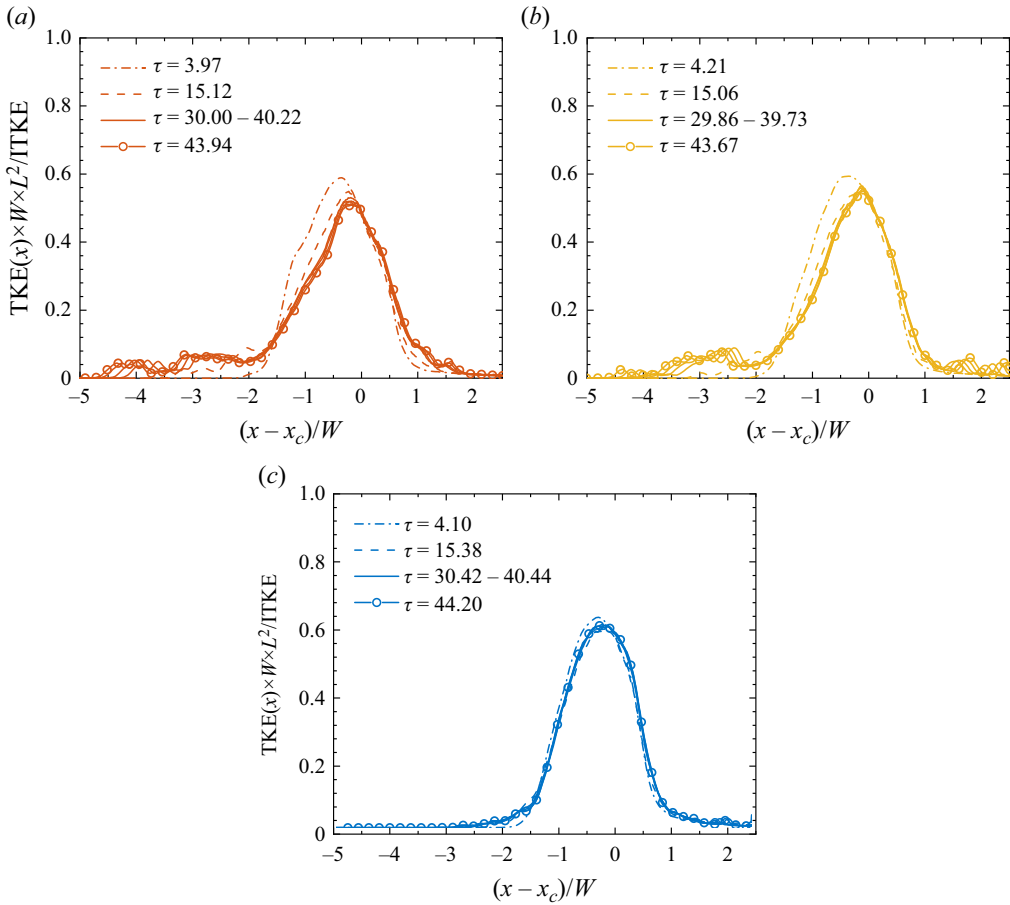 (a)
1.0
0.8
0.6
0.4
0.2
0
TKE(x)×W×L²/ITKE
τ = 3.97
τ = 15.12
τ = 30.00 – 40.22
τ = 43.94
–5 –4 –3 –2 –1 0 1 2
(x – x_c)/W
(b)
1.0
0.8
0.6
0.4
0.2
0
τ = 4.21
τ = 15.06
τ = 29.86 – 39.73
τ = 43.67
–5 –4 –3 –2 –1 0 1 2
(x – x_c)/W
(c)
1.0
0.8
0.6
0.4
0.2
0
TKE(x)×W×L²/ITKE
τ = 4.10
τ = 15.38
τ = 30.42 – 40.44
τ = 44.20
–5 –4 –3 –2 –1 0 1 2
(x – x_c)/W